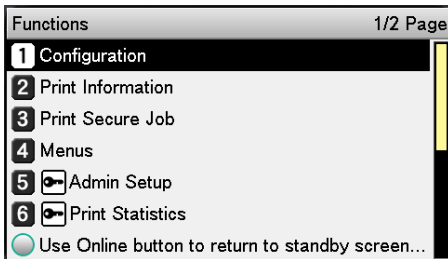 Functions 1/2 Page
1 Configuration
2 Print Information
3 Print Secure Job
4 Menus
5 Admin Setup
6 Print Statistics
Use Online button to return to standby screen...